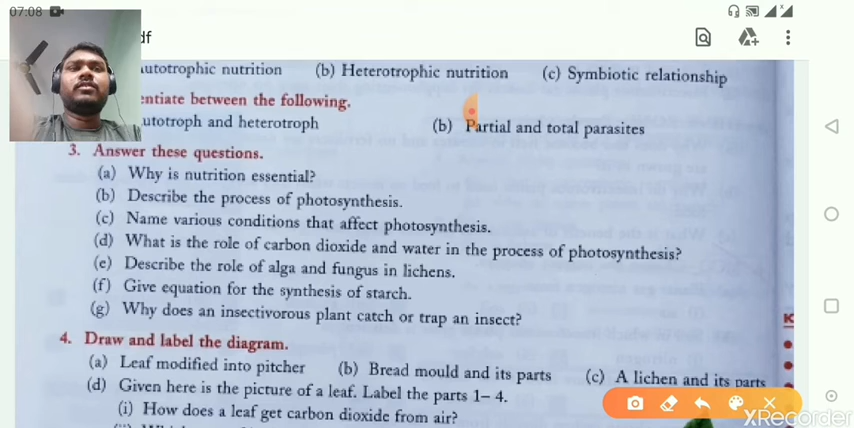 07:08
df
utotrophic nutrition (b) Heterotrophic nutrition (c) Symbiotic relationship
entiate between the following.
utotroph and heterotroph (b) Partial and total parasites
3. Answer these questions.
(a) Why is nutrition essential?
(b) Describe the process of photosynthesis.
(c) Name various conditions that affect photosynthesis.
(d) What is the role of carbon dioxide and water in the process of photosynthesis?
(e) Describe the role of alga and fungus in lichens.
(f) Give equation for the synthesis of starch.
(g) Why does an insectivorous plant catch or trap an insect?
K
4. Draw and label the diagram.
(a) Leaf modified into pitcher (b) Bread mould and its parts (c) A lichen and its parts
(d) Given here is the picture of a leaf. Label the parts 1– 4.
(i) How does a leaf get carbon dioxide from air?
XRecorder